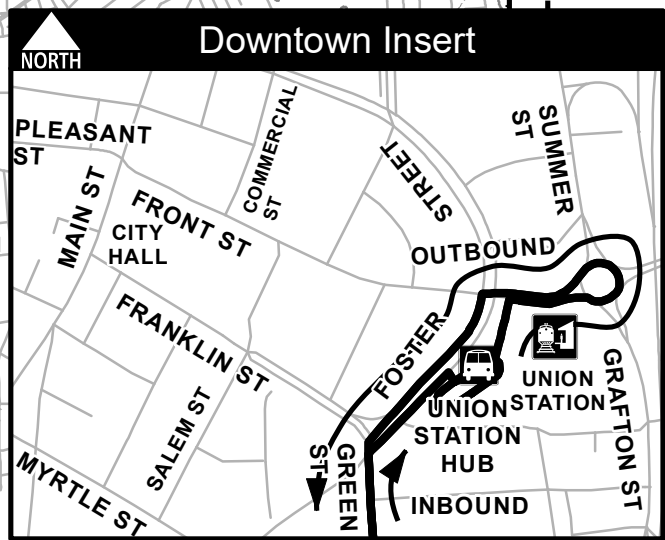 Downtown Insert
NORTH
PLEASANT
ST
MAIN ST
CITY
HALL
FRONT ST
COMMERCIAL
ST
STREET
SUMMER
ST
OUTBOUND
FOSTER
FRANKLIN ST
SALEM ST
MYRTLE ST
UNION
STATION
UNION
STATION
HUB
GRAFTON ST
GREEN
ST
INBOUND